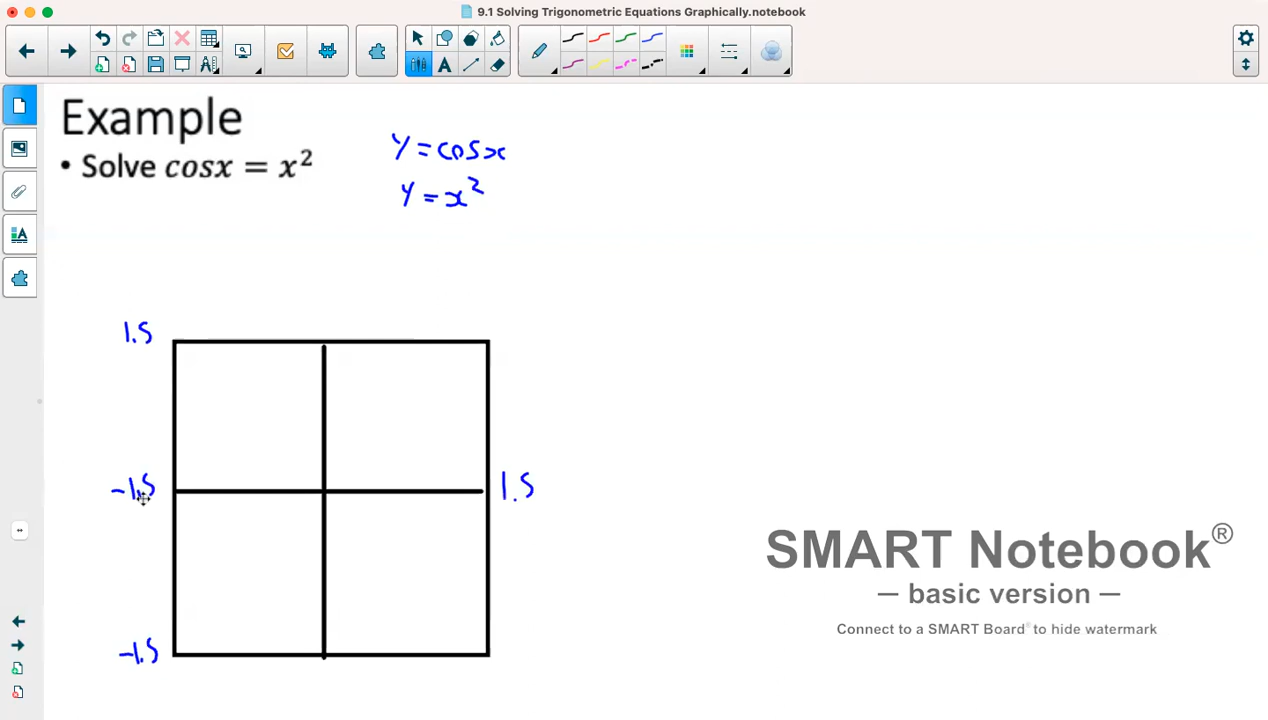 9.1 Solving Trigonometric Equations Graphically.notebook
Example
• Solve cosx = x²
Y = cosx
Y = x²
1.5
-1.5
1.5
-1.5
SMART Notebook®
— basic version —
Connect to a SMART Board® to hide watermark